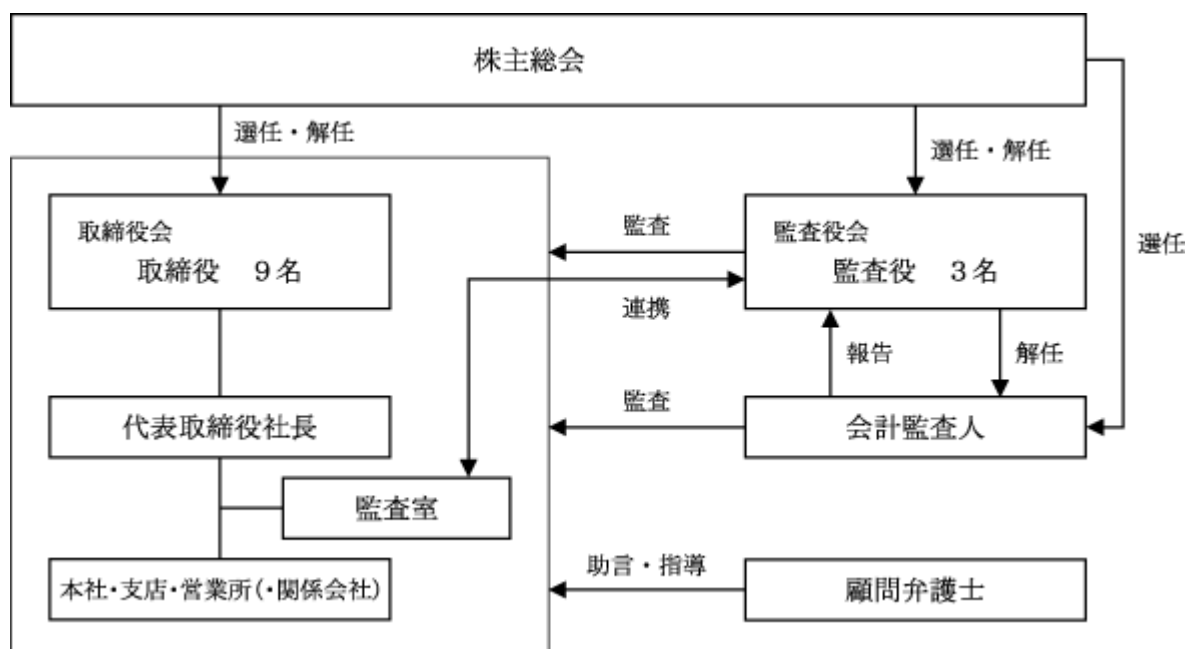 株主総会
選任・解任
選任・解任
選任
取締役会
取締役 9名
監査
監査役会
監査役 3名
連携
報告
解任
代表取締役社長
監査
会計監査人
監査室
本社・支店・営業所(・関係会社)
助言・指導
顧問弁護士